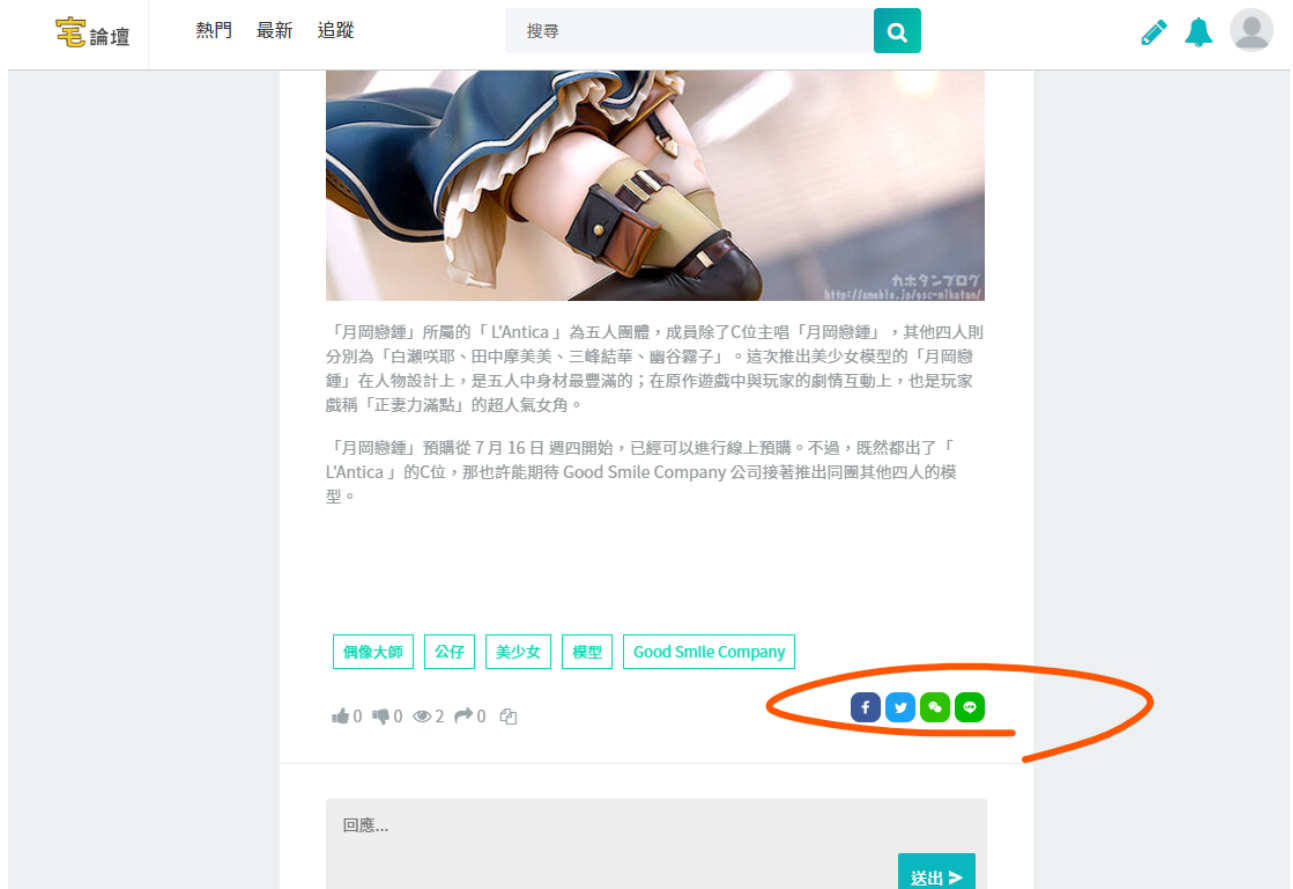 宅論壇
熱門 最新 追蹤
搜尋
カホタンブログ
http://ameblo.jp/gsc-mikatan/
「月岡戀鍾」所屬的「 L'Antica 」為五人團體，成員除了C位主唱「月岡戀鍾」，其他四人則
分別為「白瀨咲耶、田中摩美美、三峰結華、幽谷霧子」。這次推出美少女模型的「月岡戀
鍾」在人物設計上，是五人中身材最豐滿的；在原作遊戲中與玩家的劇情互動上，也是玩家
戲稱「正妻力滿點」的超人氣女角。
「月岡戀鍾」預購從 7 月 16 日 週四開始，已經可以進行線上預購。不過，既然都出了「
L'Antica 」的C位，那也許能期待 Good Smile Company 公司接著推出同團其他四人的模
型。
偶像大師 公仔 美少女 模型 Good Smile Company
0 0 2 0
回應...
送出